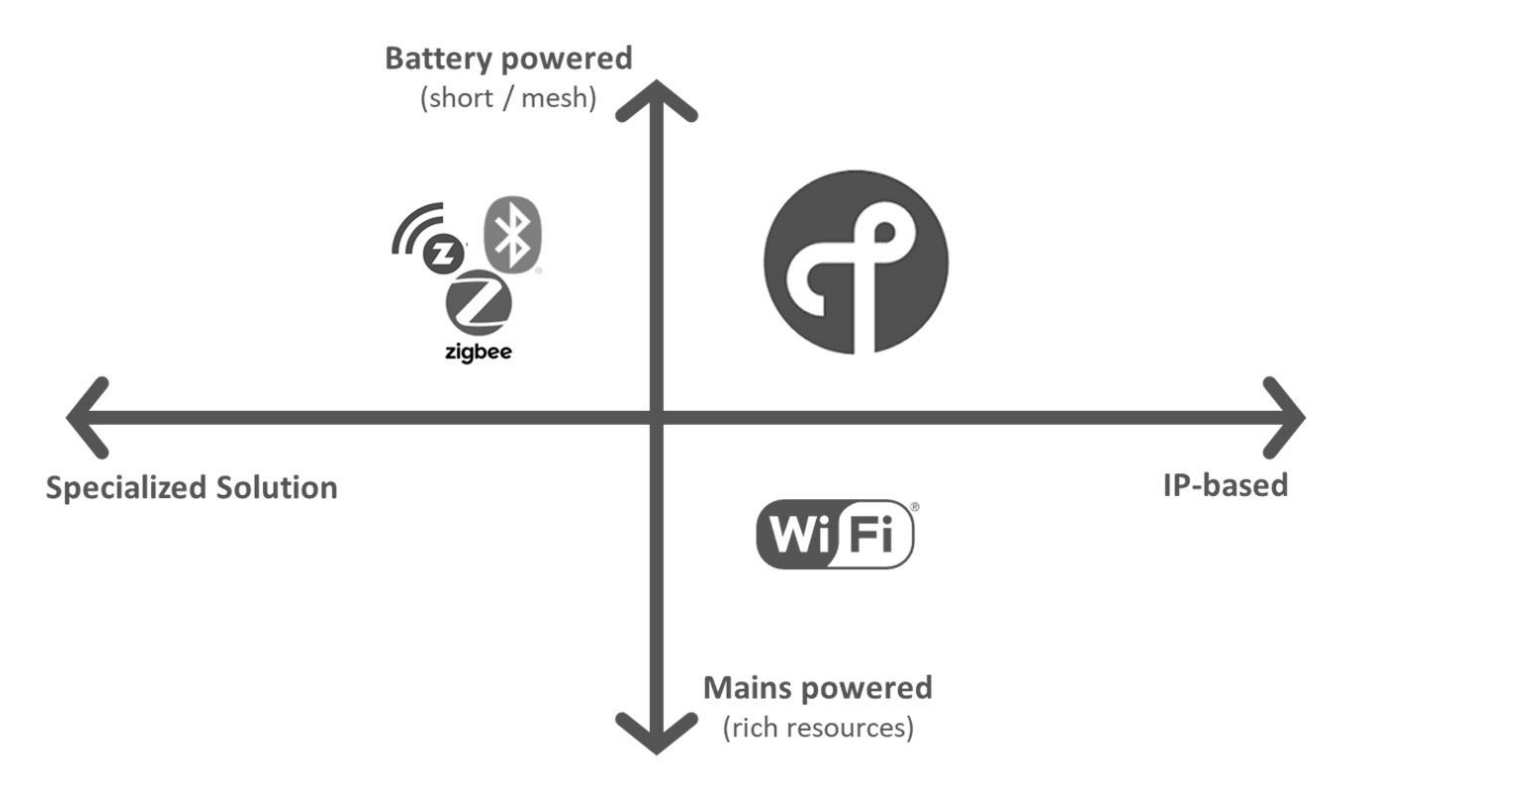 Battery powered
(short / mesh)
Z
Z
zigbee
Specialized Solution
IP-based
WiFi®
Mains powered
(rich resources)